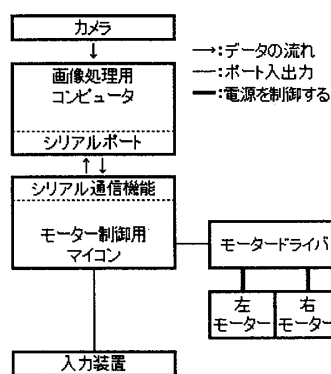 カメラ
→:データの流れ
―:ポート入出力
━:電源を制御する
画像処理用
コンピュータ
シリアルポート
↑↓
シリアル通信機能
モーター制御用
マイコン
モータードライバ
左
モーター
右
モーター
入力装置